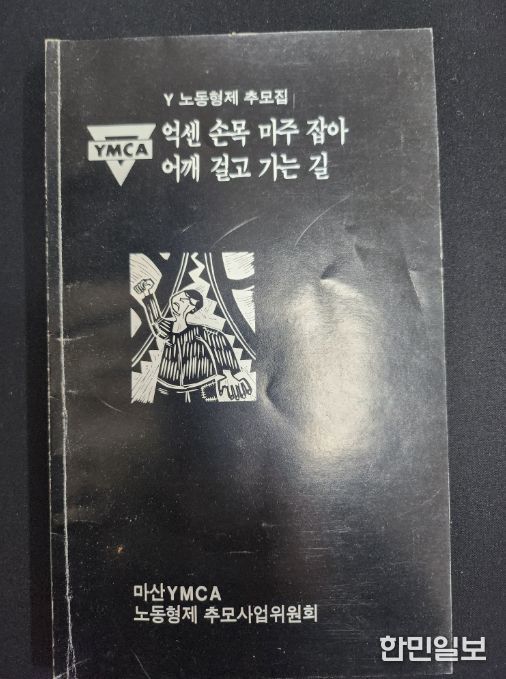 Y 노동형제 추모집
YMCA
억센 손목 마주 잡아
어깨 걸고 가는 길
마산YMCA
노동형제 추모사업위원회
한민일보